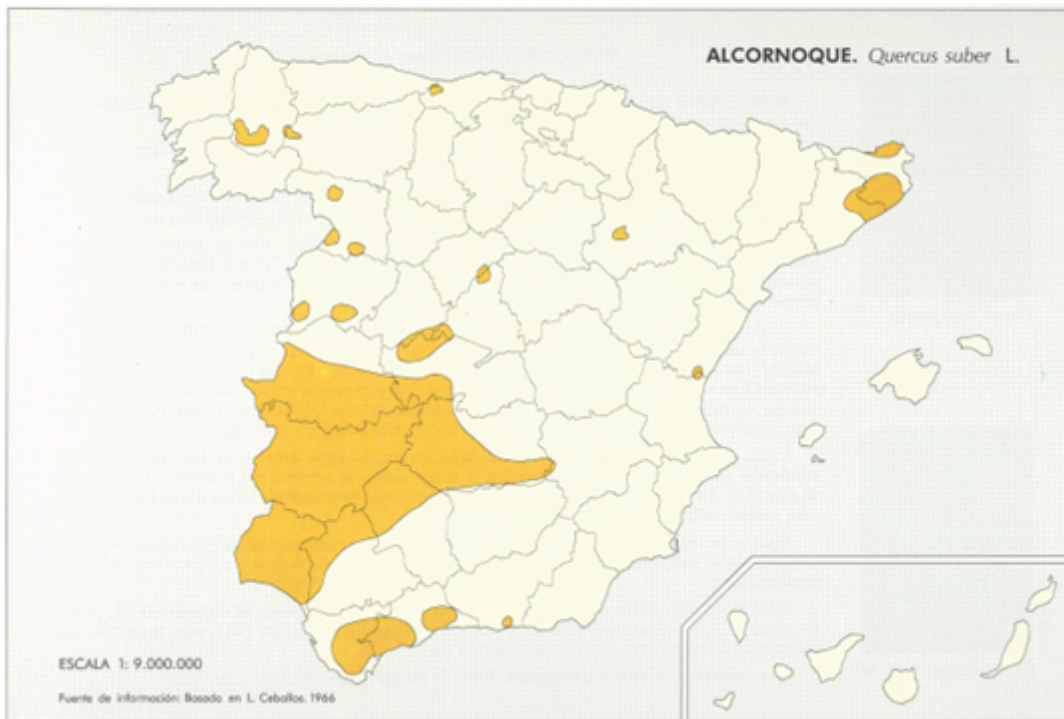 ALCORNOQUE. Quercus suber L.
ESCALA 1: 9.000.000
Fuente de información: Basado en L. Ceballos. 1966